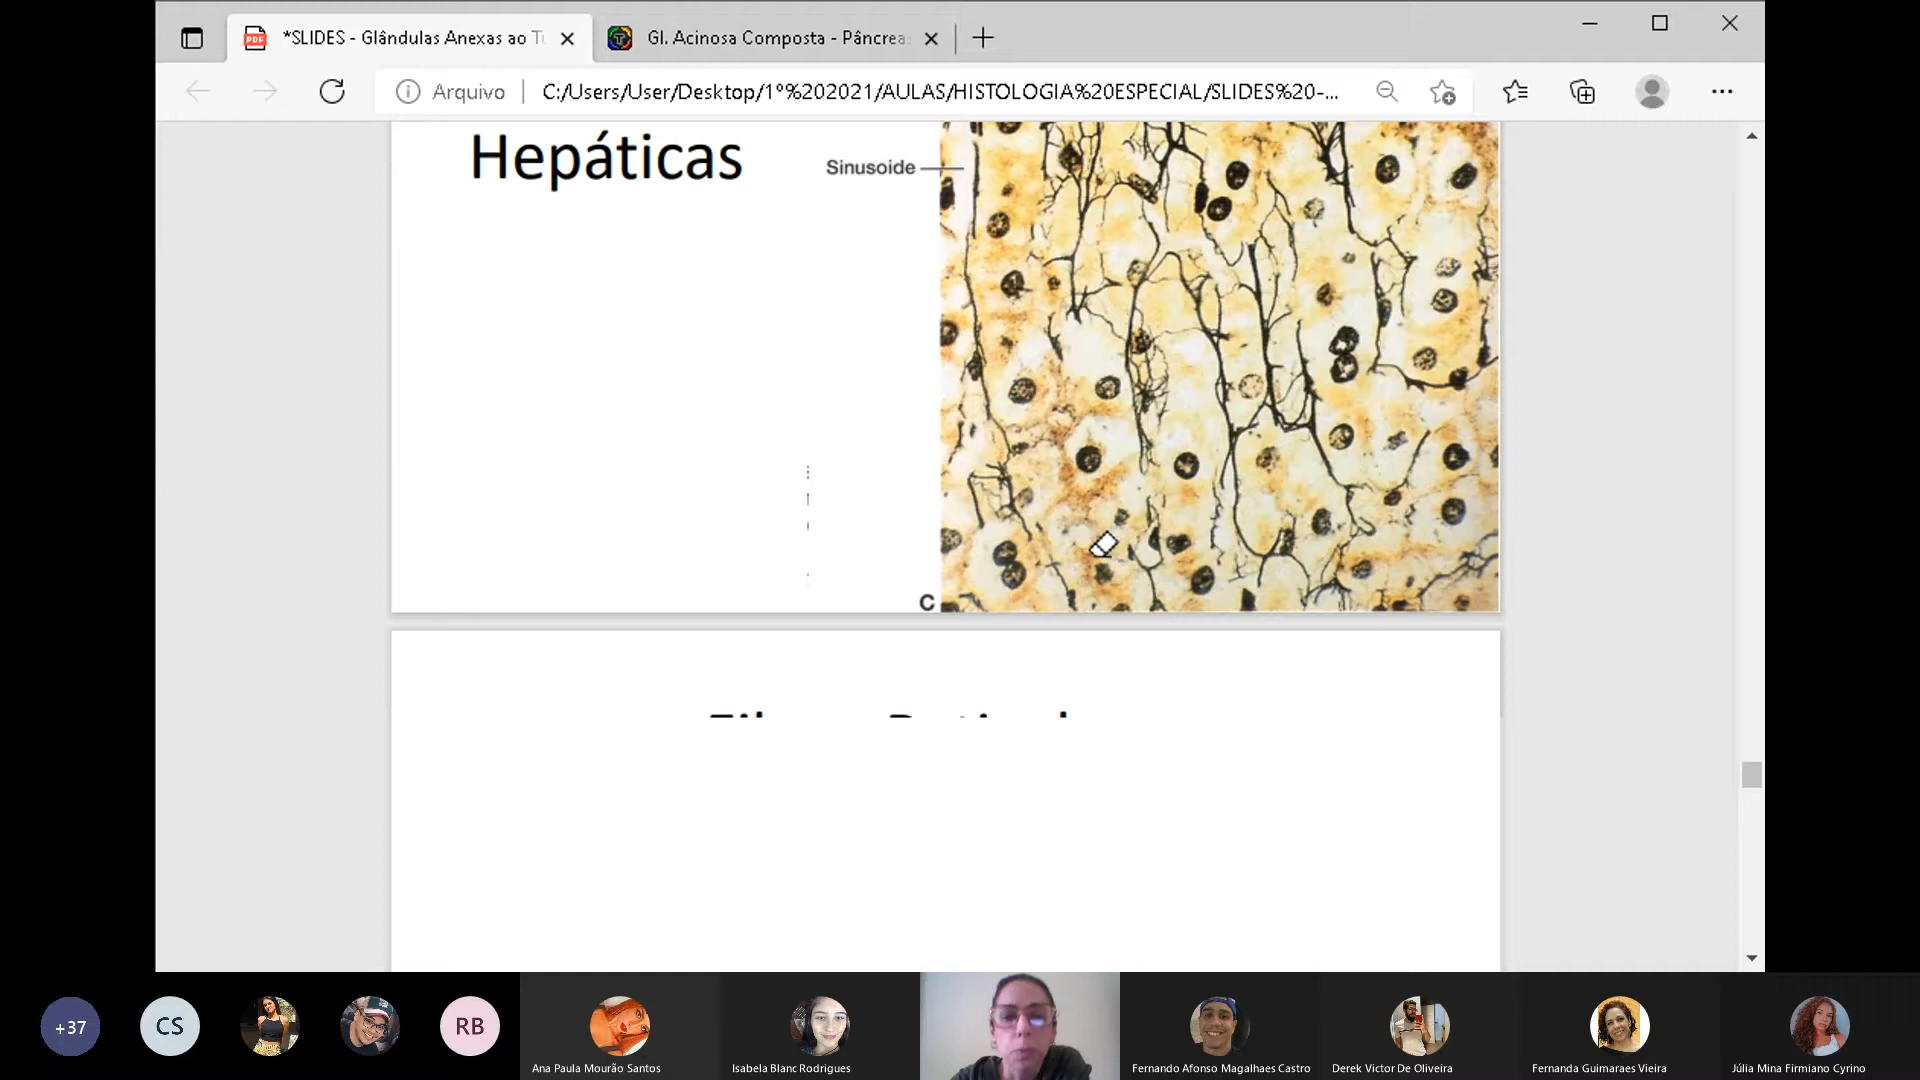 *SLIDES - Glândulas Anexas ao T
Gl. Acinosa Composta - Pâncrea
Arquivo
C:/Users/User/Desktop/1º%202021/AULAS/HISTOLOGIA%20ESPECIAL/SLIDES%20-...
Hepáticas
Sinusoide
C
+37
CS
RB
Ana Paula Mourão Santos
Isabela Blanc Rodrigues
Fernando Afonso Magalhaes Castro
Derek Victor De Oliveira
Fernanda Guimaraes Vieira
Júlia Mina Firmiano Cyrino